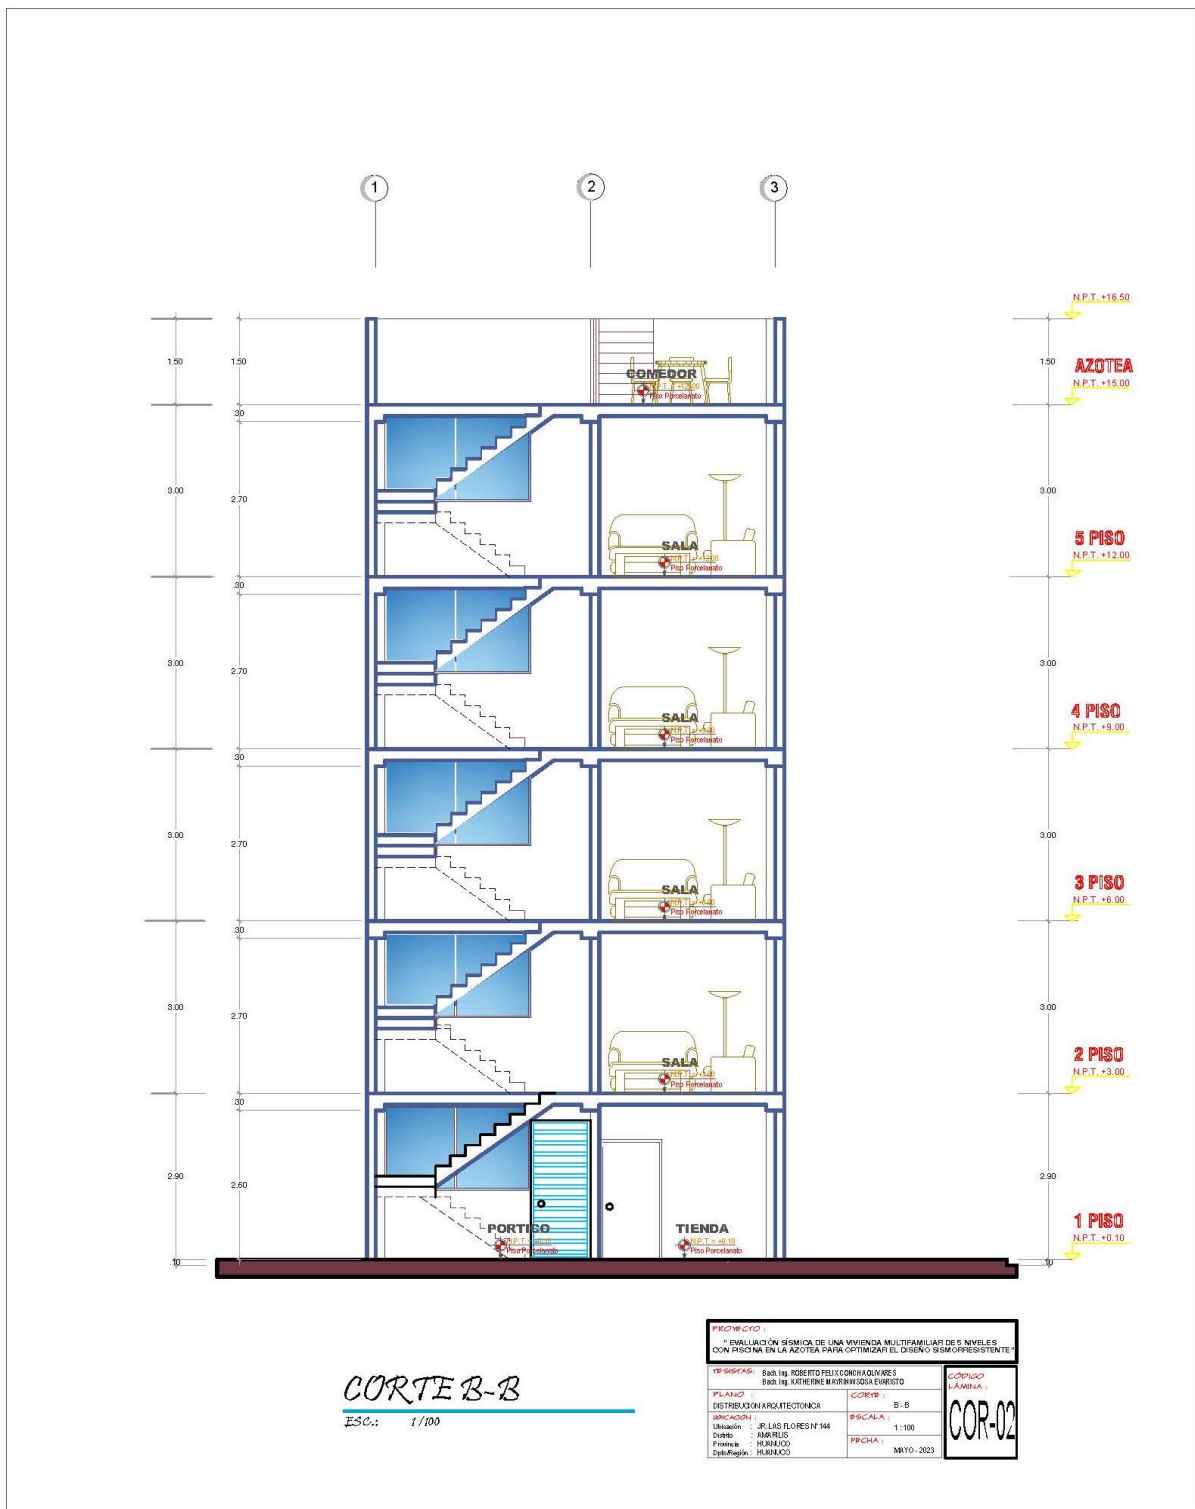 1
2
3
N.P.T. +16.50
1.50
1.50
1.50
AZOTEA
N.P.T. +15.00
COMEDOR
Piso Porcelanato
.30
3.00
2.70
3.00
5 PISO
N.P.T. +12.00
SALA
Piso Porcelanato
.30
3.00
2.70
3.00
4 PISO
N.P.T. +9.00
SALA
Piso Porcelanato
.30
3.00
2.70
3.00
3 PISO
N.P.T. +6.00
SALA
Piso Porcelanato
.30
3.00
2.70
3.00
2 PISO
N.P.T. +3.00
SALA
Piso Porcelanato
.30
2.90
2.60
2.90
1 PISO
N.P.T. +0.10
PORTICO
Piso Porcelanato
TIENDA
N.P.T. = +0.10
Piso Porcelanato
.10
.10
CORTE B-B
ESC.: 1/100
PROYECTO :
" EVALUACIÓN SÍSMICA DE UNA VIVIENDA MULTIFAMILIAR DE 5 NIVELES
CON PISCINA EN LA AZOTEA PARA OPTIMIZAR EL DISEÑO SISMORRESISTENTE"
TESISTAS: Bach. Ing. ROBERTO FELIX CONCHA OLIVARES
Bach. Ing. KATHERINE MAYRIN WSOSA EVARISTO
PLANO :
DISTRIBUCION ARQUITECTONICA
CORTE :
B - B
UBICACIÓN :
Ubicación : JR. LAS FLORES N° 144
Distrito : AMARILIS
Provincia : HUANUCO
Dpto/Región : HUANUCO
ESCALA :
1 : 100
FECHA :
MAYO - 2023
CÓDIGO
LÁMINA :
COR-02